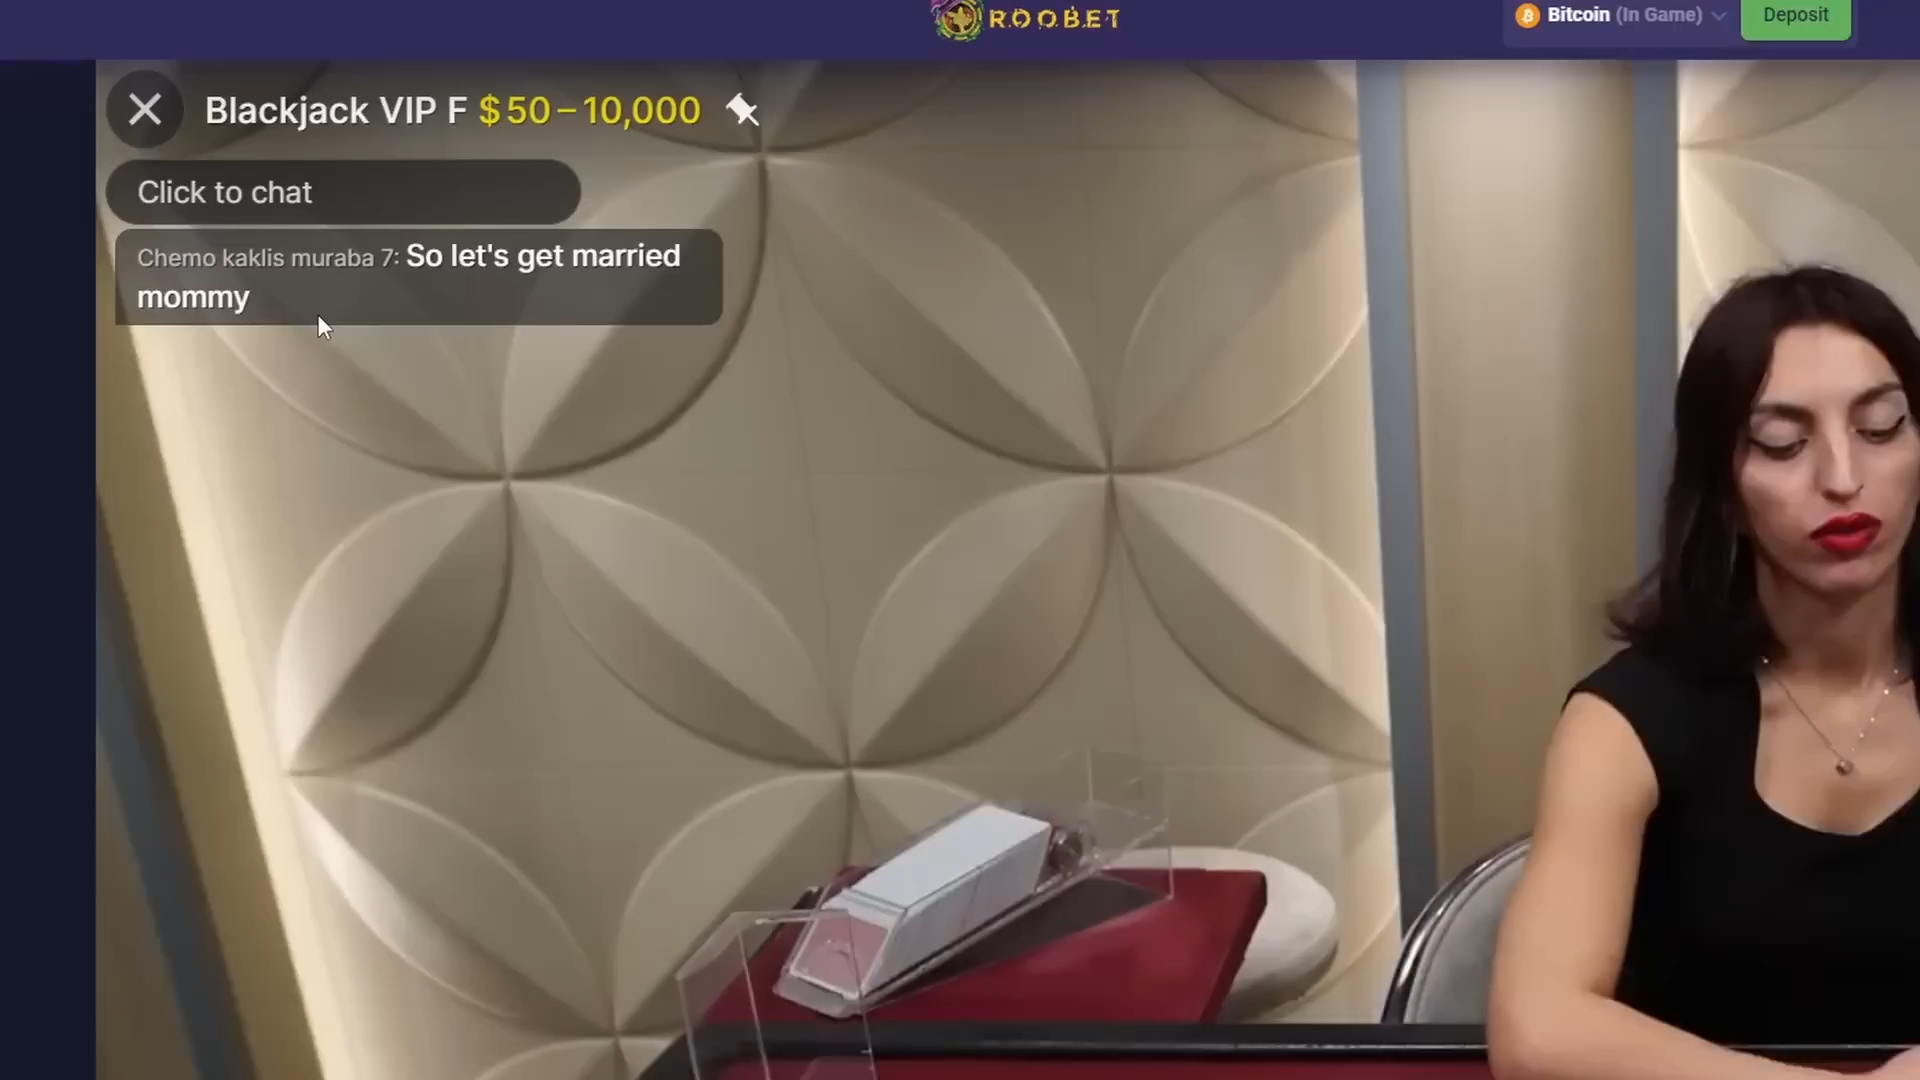 ROOBET
Bitcoin (In Game)
Deposit
Blackjack VIP F $50–10,000
Click to chat
Chemo kaklis muraba 7: So let's get married
mommy